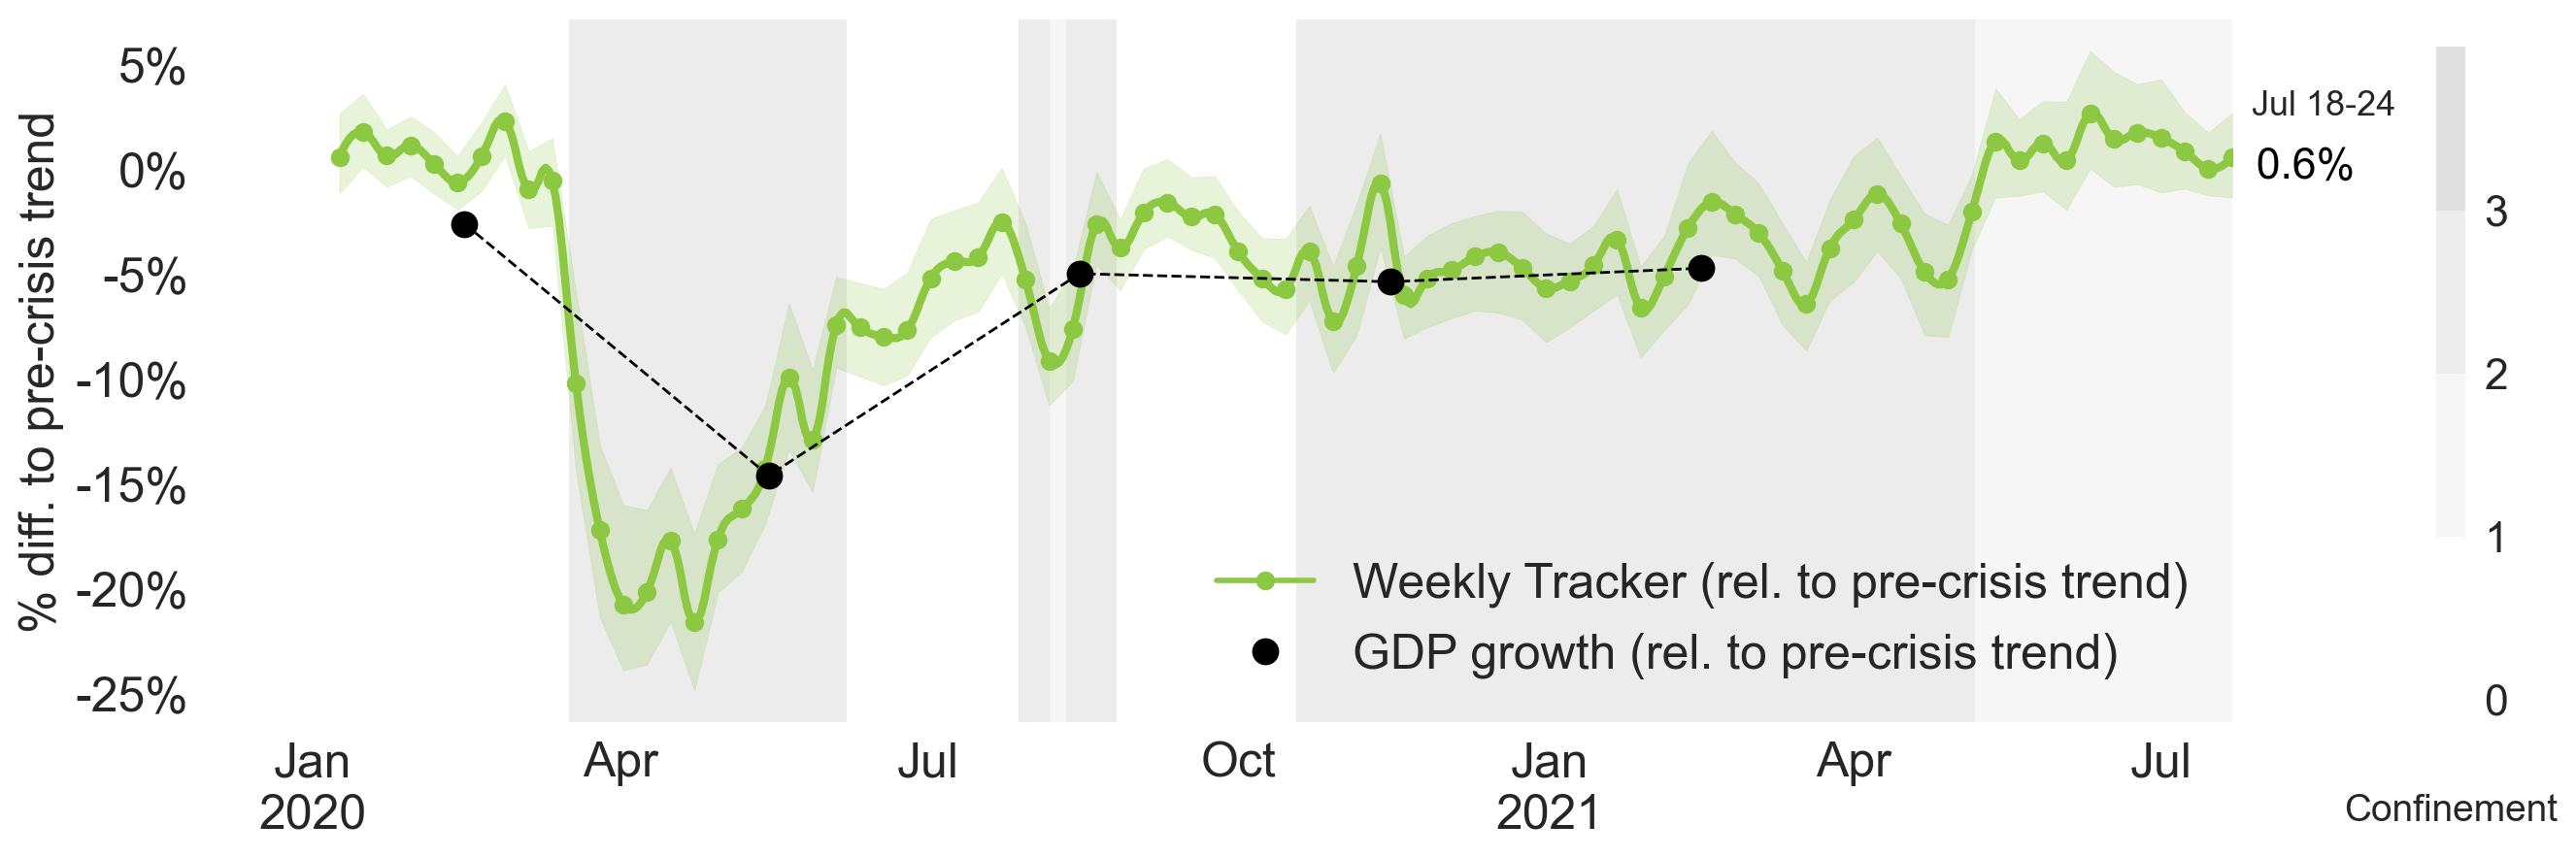 % diff. to pre-crisis trend
5%
0%
-5%
-10%
-15%
-20%
-25%
Jul 18-24
0.6%
Weekly Tracker (rel. to pre-crisis trend)
GDP growth (rel. to pre-crisis trend)
3
2
1
0
Confinement
Jan
2020
Apr
Jul
Oct
Jan
2021
Apr
Jul